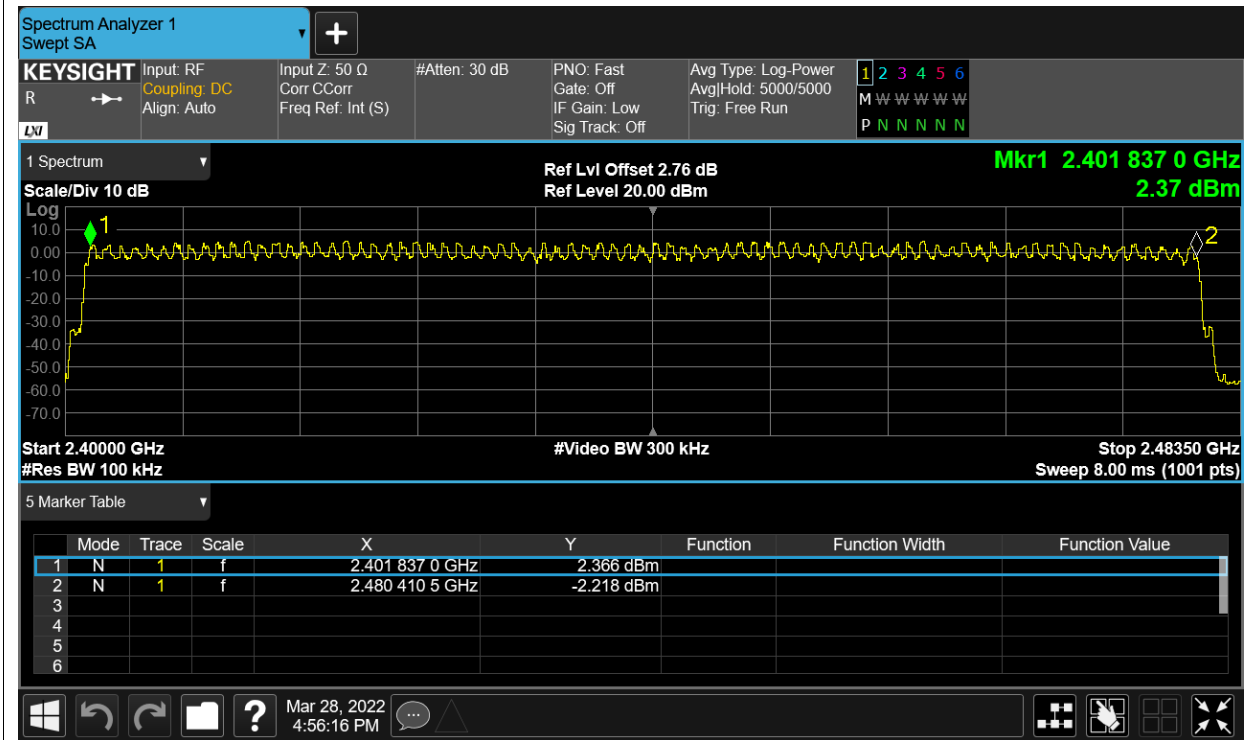 Spectrum Analyzer 1
Swept SA
KEYSIGHT Input: RF Input Z: 50 Ω #Atten: 30 dB PNO: Fast Avg Type: Log-Power 1 2 3 4 5 6
R Coupling: DC Corr CCorr Gate: Off Avg|Hold: 5000/5000 M W W W W W W
Align: Auto Freq Ref: Int (S) IF Gain: Low Trig: Free Run
LXI Sig Track: Off P N N N N N N
1 Spectrum Ref Lvl Offset 2.76 dB Mkr1 2.401 837 0 GHz
Scale/Div 10 dB Ref Level 20.00 dBm 2.37 dBm
Log
1
10.0
2
0.00
-10.0
-20.0
-30.0
-40.0
-50.0
-60.0
-70.0
Start 2.40000 GHz #Video BW 300 kHz Stop 2.48350 GHz
#Res BW 100 kHz Sweep 8.00 ms (1001 pts)
5 Marker Table
Mode Trace Scale X Y Function Function Width Function Value
1 N 1 f 2.401 837 0 GHz 2.366 dBm
2 N 1 f 2.480 410 5 GHz -2.218 dBm
3
4
5
6
? Mar 28, 2022
4:56:16 PM